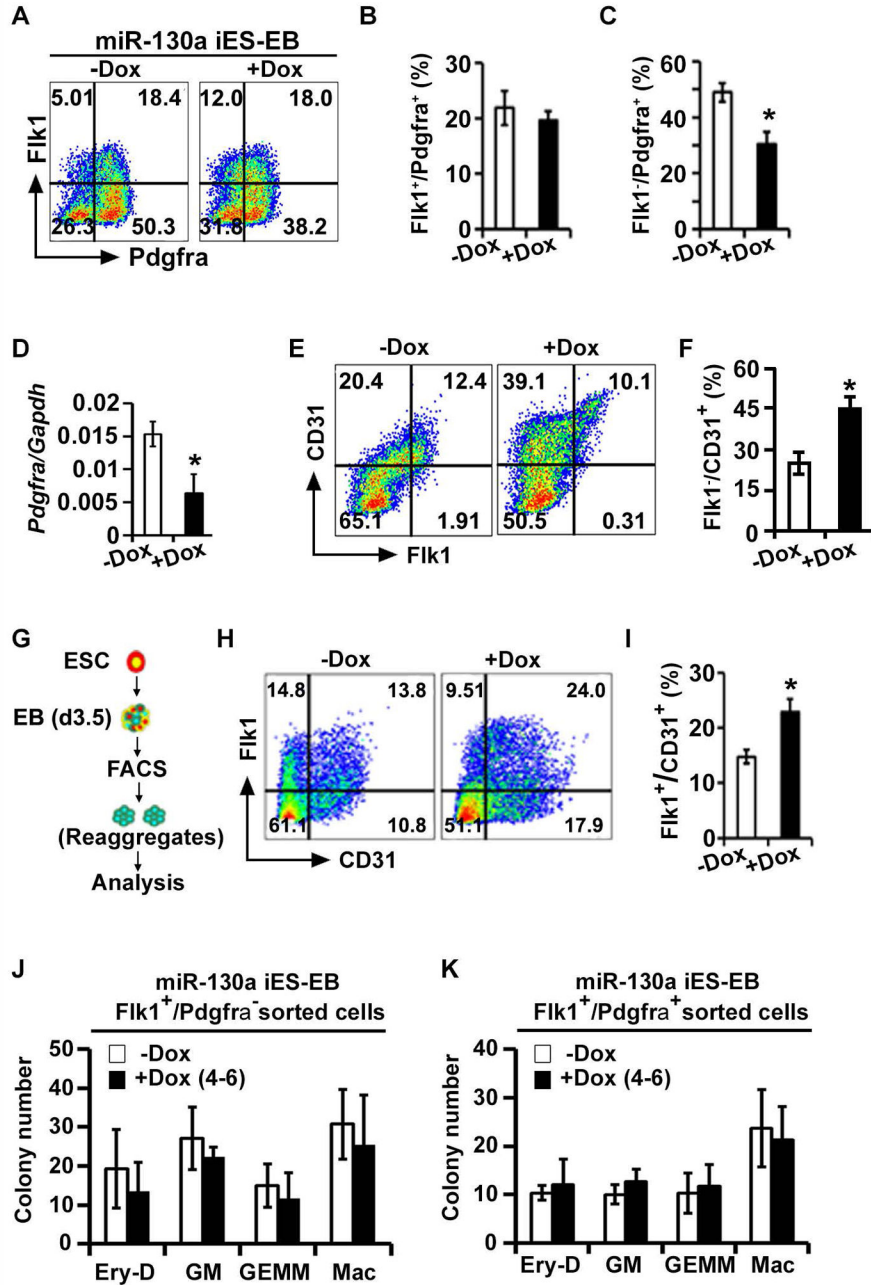 A
miR-130a iES-EB
-Dox
+Dox
5.01
18.4
12.0
18.0
Flk1
26.3
50.3
31.8
38.2
Pdgfra
B
Flk1⁺/Pdgfra⁺ (%)
30
20
10
0
-Dox
+Dox
C
Flk1⁻/Pdgfra⁺ (%)
60
50
30
10
0
*
-Dox
+Dox
D
Pdgfra/Gapdh
0.02
0.015
0.01
0.005
0
*
-Dox
+Dox
E
-Dox
+Dox
20.4
12.4
39.1
10.1
CD31
65.1
1.91
50.5
0.31
Flk1
F
Flk1⁻/CD31⁺ (%)
60
45
30
15
0
*
-Dox
+Dox
G
ESC
EB (d3.5)
FACS
(Reaggregates)
Analysis
H
-Dox
+Dox
14.8
13.8
9.51
24.0
Flk1
61.1
10.8
51.1
17.9
CD31
I
Flk1⁺/CD31⁺ (%)
30
20
10
0
*
-Dox
+Dox
J
miR-130a iES-EB
Flk1⁺/Pdgfra⁻sorted cells
-Dox
+Dox (4-6)
Colony number
50
40
30
20
10
0
Ery-D GM GEMM Mac
K
miR-130a iES-EB
Flk1⁺/Pdgfra⁺sorted cells
-Dox
+Dox (4-6)
Colony number
40
30
20
10
0
Ery-D GM GEMM Mac